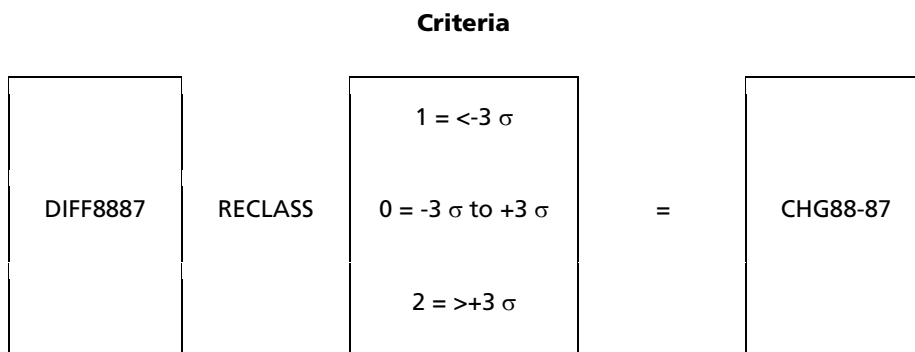 Criteria
1 = <-3 σ
DIFF8887 RECLASS 0 = -3 σ to +3 σ = CHG88-87
2 = >+3 σ